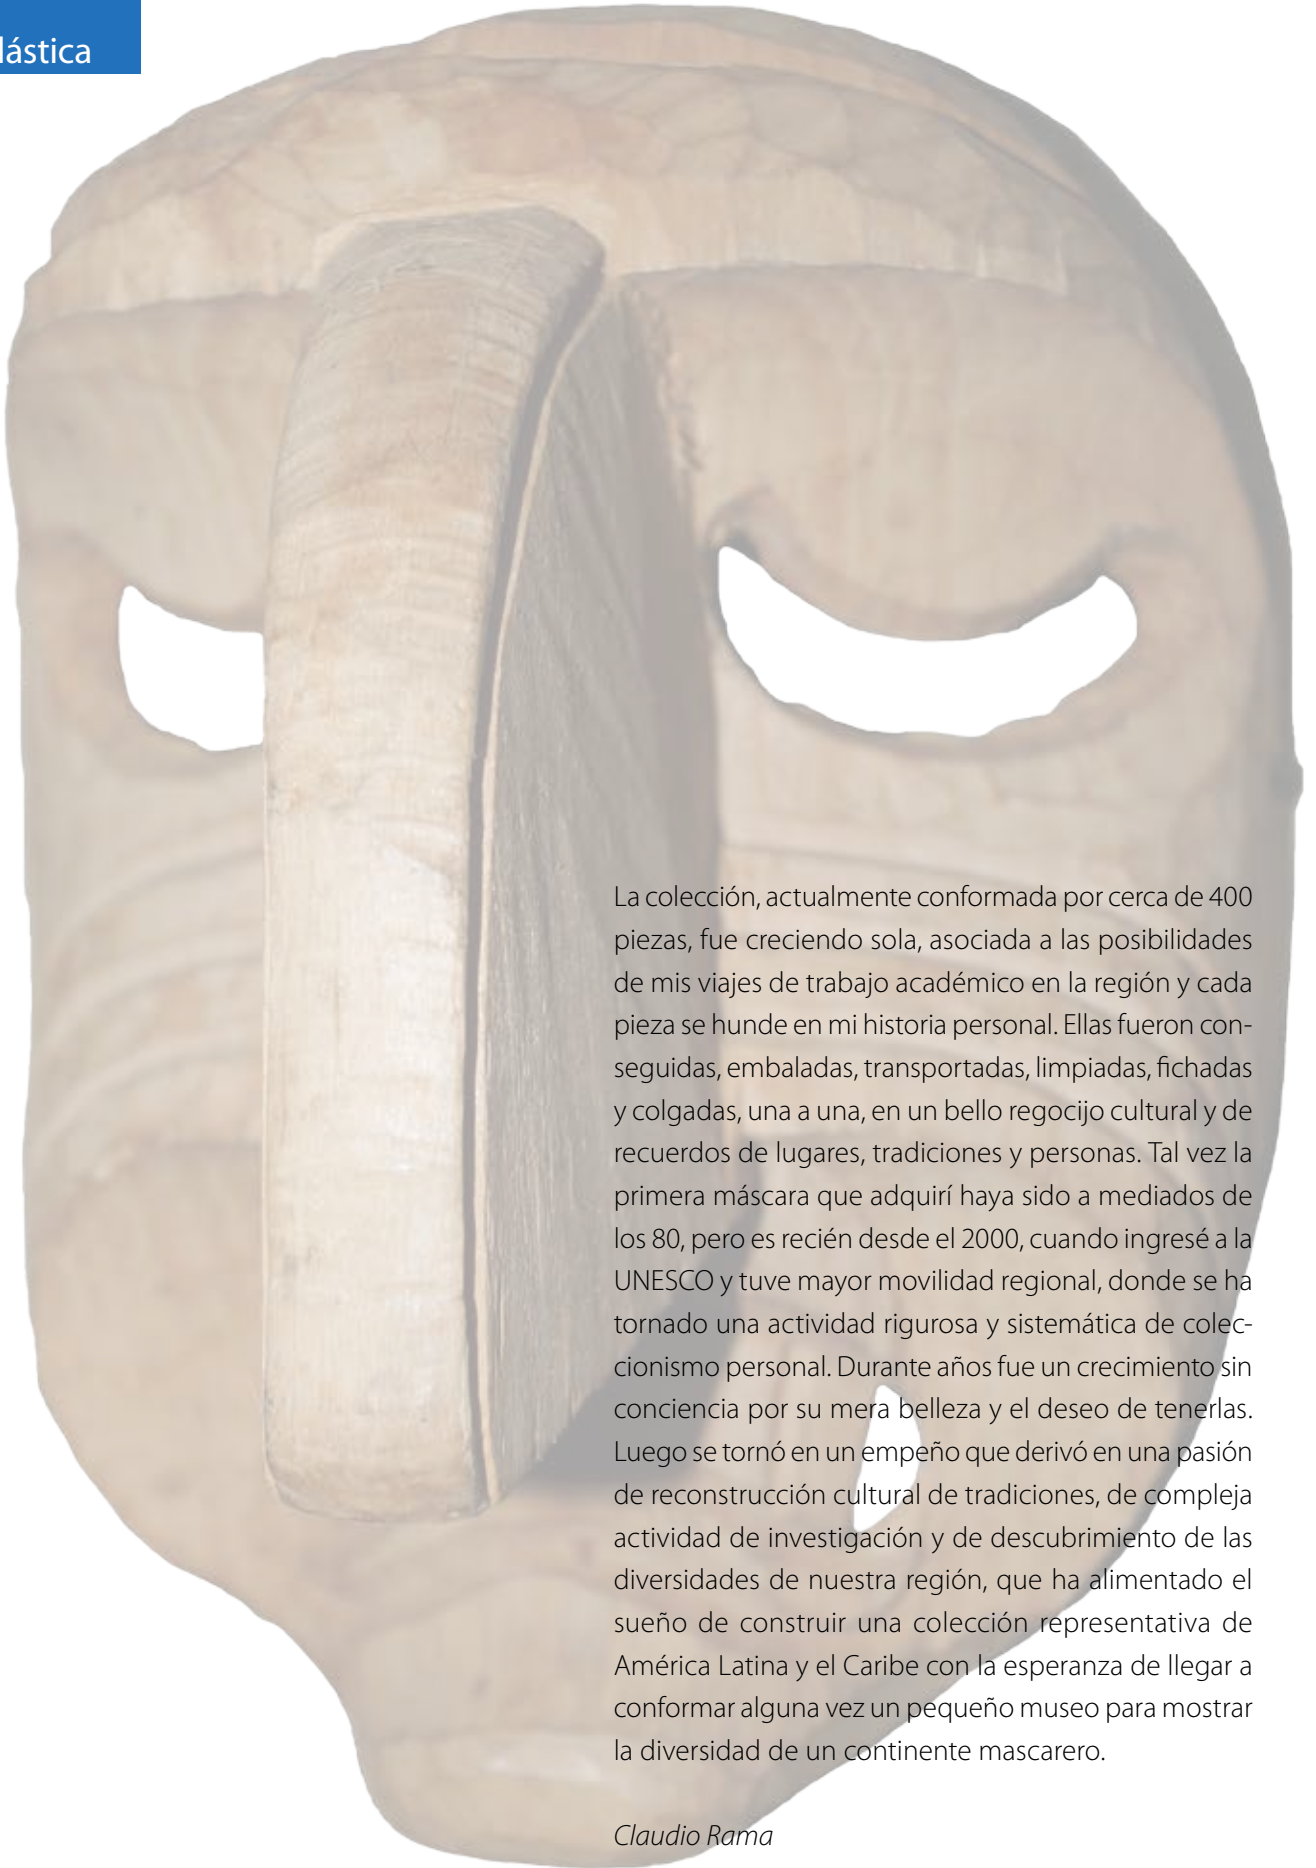 lástica
La colección, actualmente conformada por cerca de 400
piezas, fue creciendo sola, asociada a las posibilidades
de mis viajes de trabajo académico en la región y cada
pieza se hunde en mi historia personal. Ellas fueron con-
seguidas, embaladas, transportadas, limpiadas, fichadas
y colgadas, una a una, en un bello regocijo cultural y de
recuerdos de lugares, tradiciones y personas. Tal vez la
primera máscara que adquirí haya sido a mediados de
los 80, pero es recién desde el 2000, cuando ingresé a la
UNESCO y tuve mayor movilidad regional, donde se ha
tornado una actividad rigurosa y sistemática de colec-
cionismo personal. Durante años fue un crecimiento sin
conciencia por su mera belleza y el deseo de tenerlas.
Luego se tornó en un empeño que derivó en una pasión
de reconstrucción cultural de tradiciones, de compleja
actividad de investigación y de descubrimiento de las
diversidades de nuestra región, que ha alimentado el
sueño de construir una colección representativa de
América Latina y el Caribe con la esperanza de llegar a
conformar alguna vez un pequeño museo para mostrar
la diversidad de un continente mascarero.
Claudio Rama